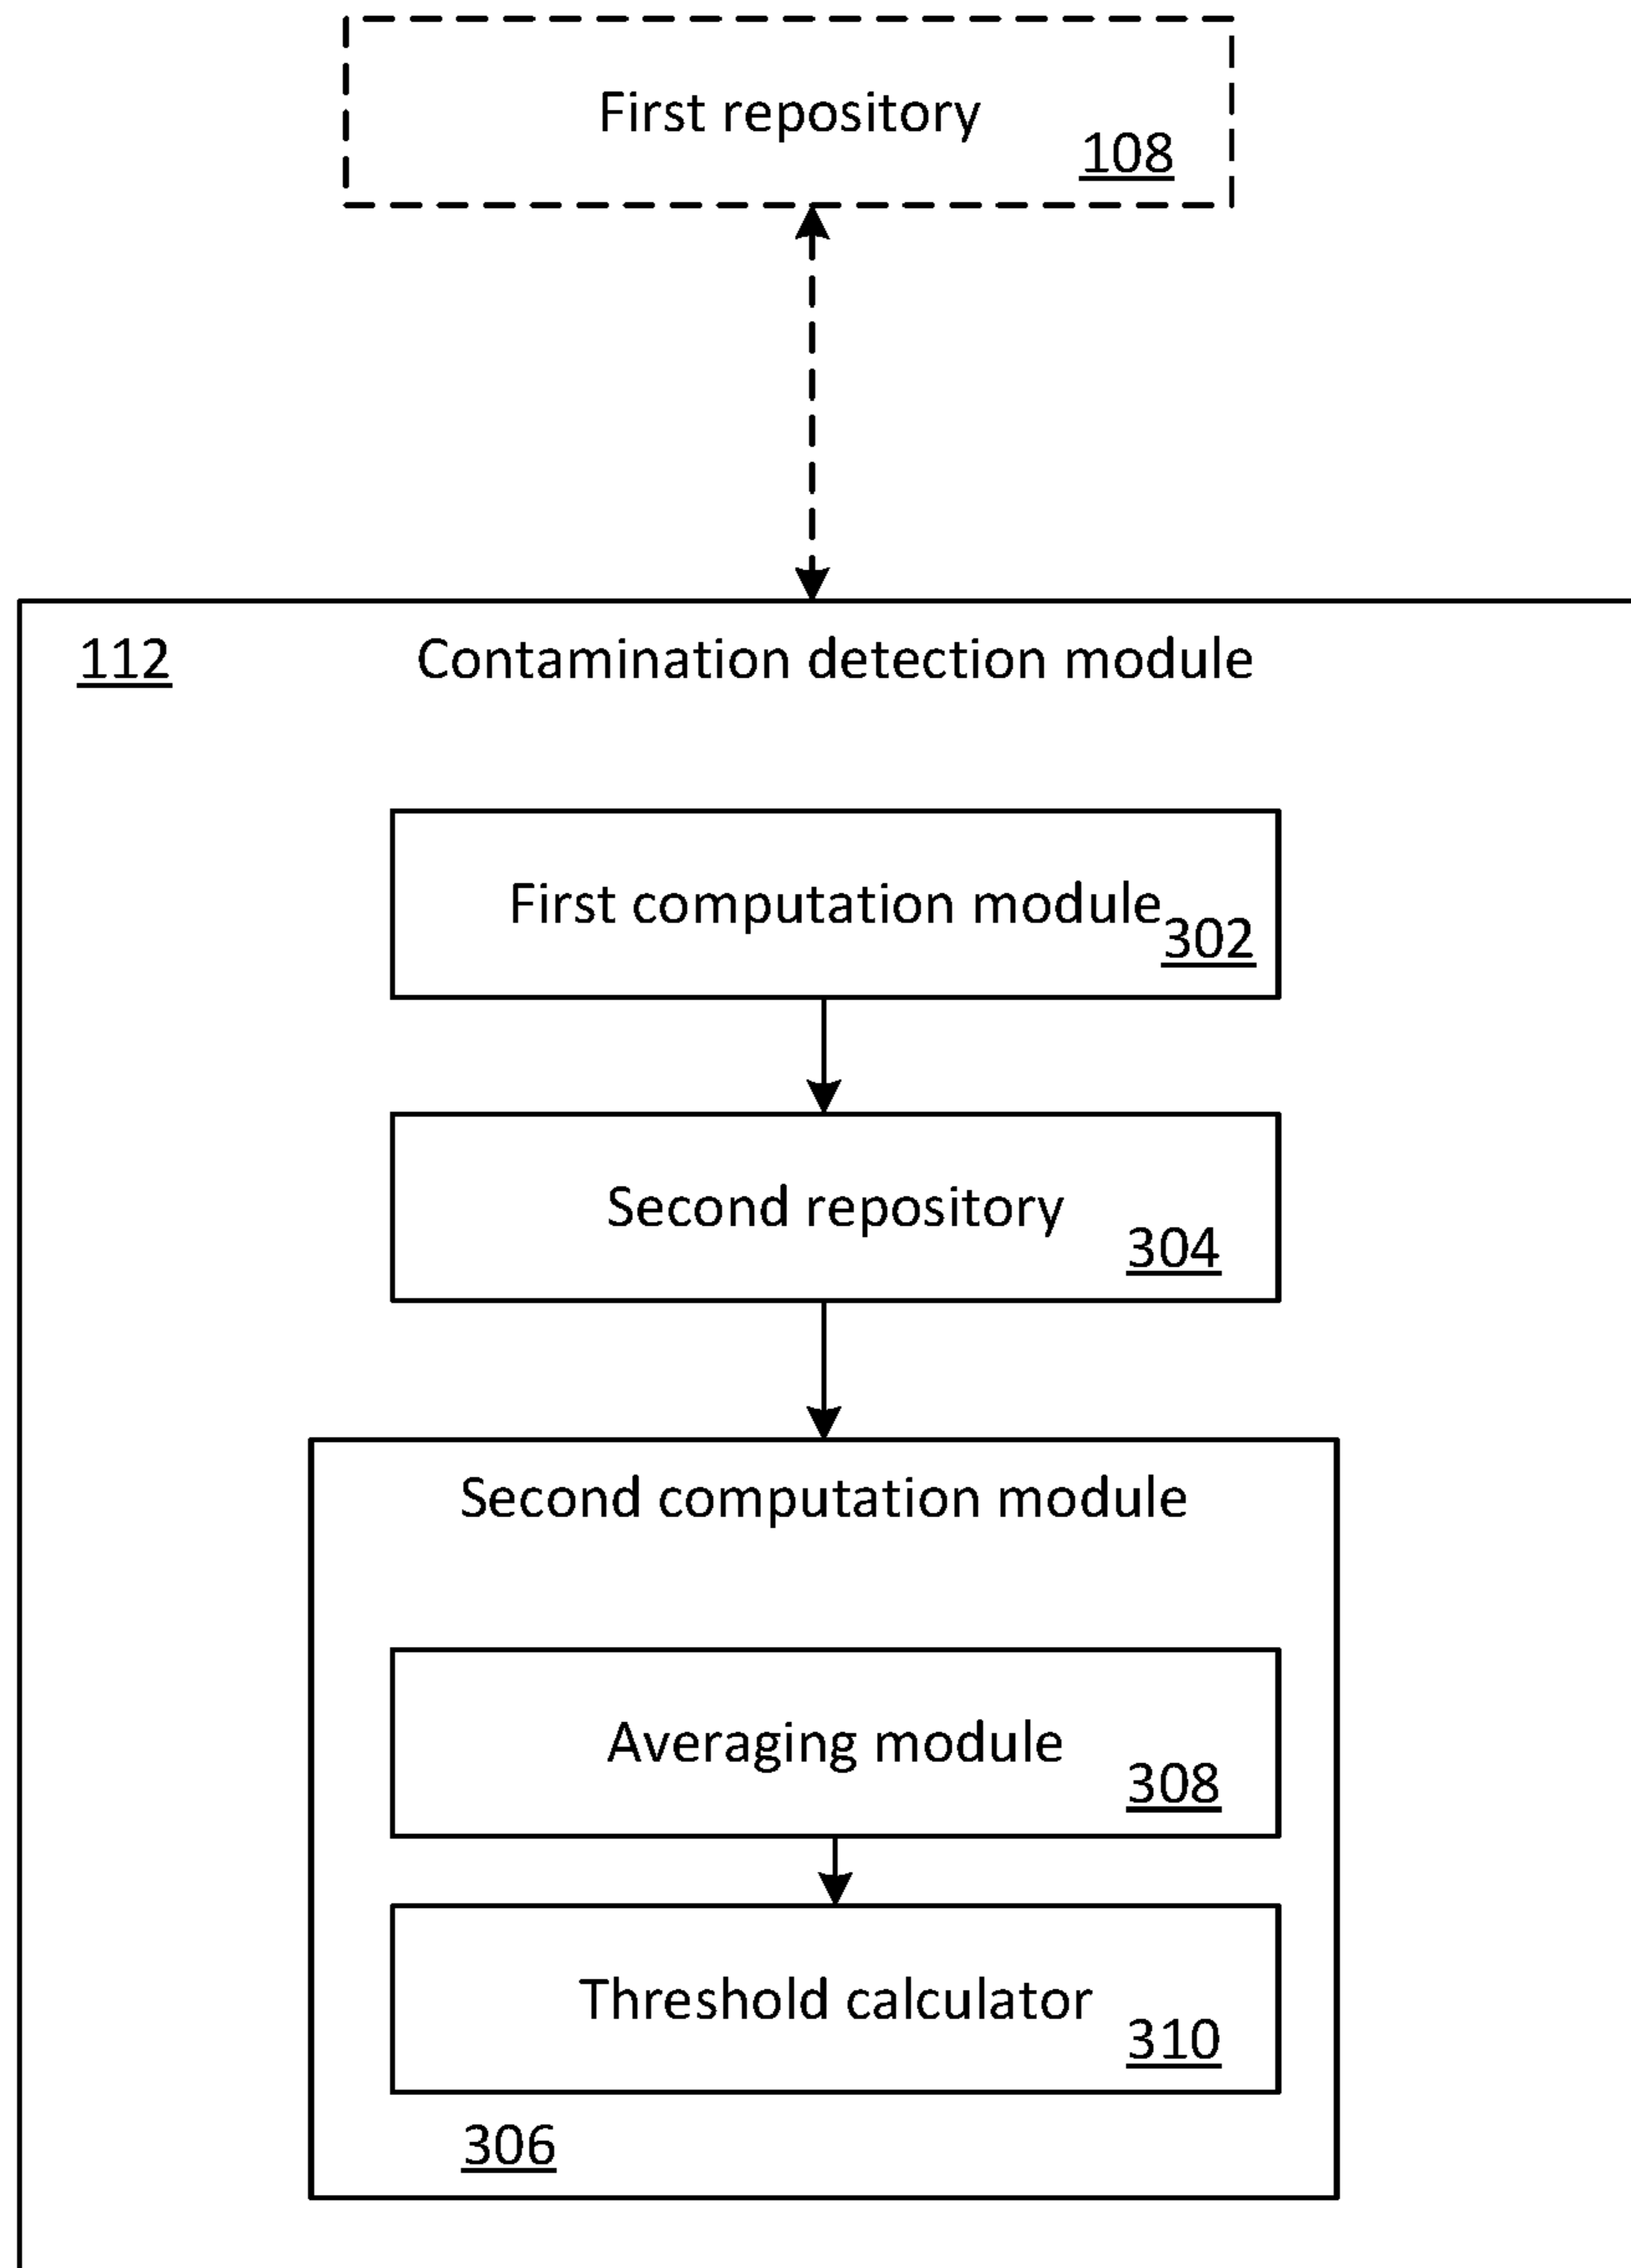 First repository
108
112
Contamination detection module
First computation module
302
Second repository
304
Second computation module
Averaging module
308
Threshold calculator
310
306